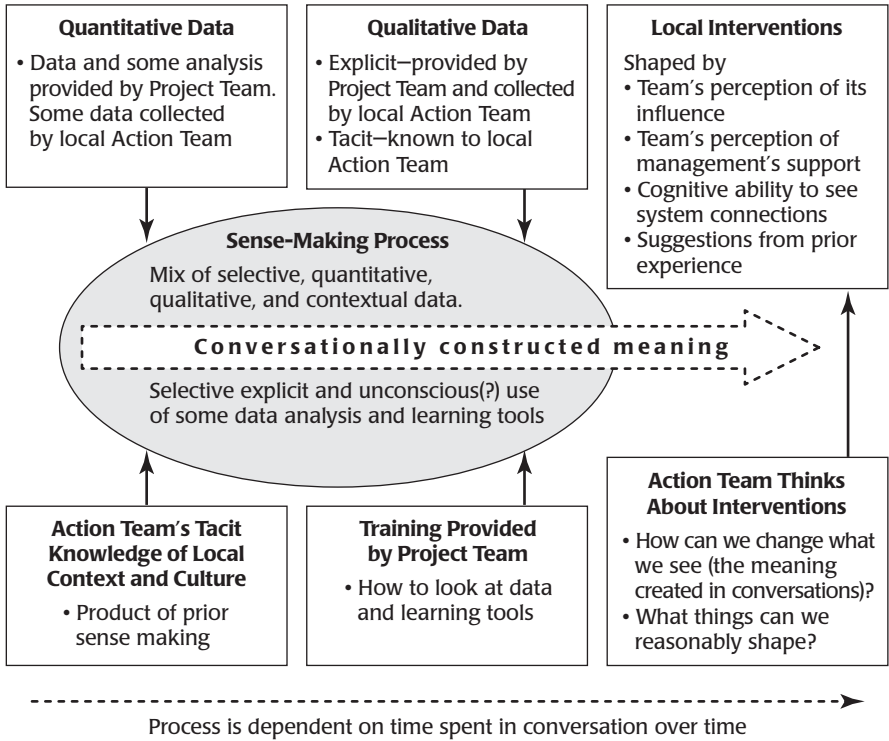 Quantitative Data
• Data and some analysis
provided by Project Team.
Some data collected
by local Action Team
Qualitative Data
• Explicit—provided by
Project Team and collected
by local Action Team
• Tacit—known to local
Action Team
Local Interventions
Shaped by
• Team's perception of its
influence
• Team's perception of
management's support
• Cognitive ability to see
system connections
• Suggestions from prior
experience
Sense-Making Process
Mix of selective, quantitative,
qualitative, and contextual data.
Conversationally constructed meaning
Selective explicit and unconscious(?) use
of some data analysis and learning tools
Action Team's Tacit
Knowledge of Local
Context and Culture
• Product of prior
sense making
Training Provided
by Project Team
• How to look at data
and learning tools
Action Team Thinks
About Interventions
• How can we change what
we see (the meaning
created in conversations)?
• What things can we
reasonably shape?
Process is dependent on time spent in conversation over time